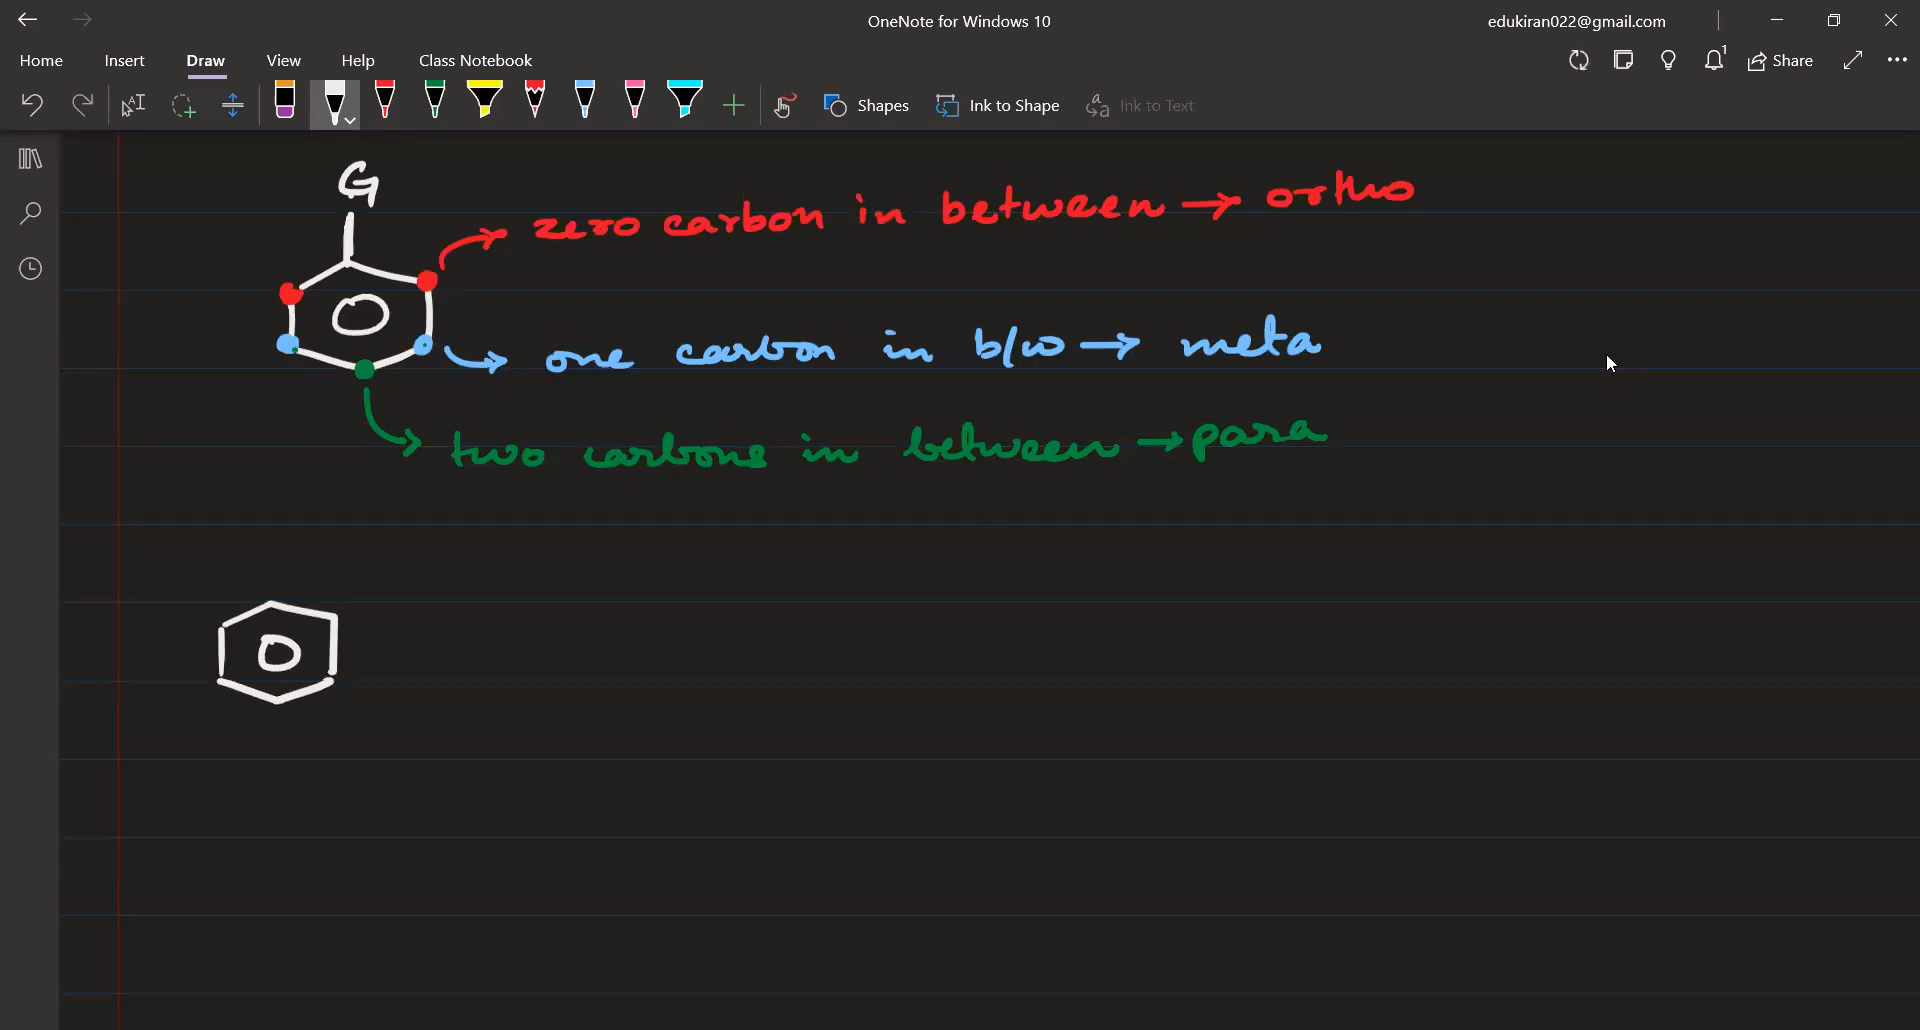 OneNote for Windows 10
edukiran022@gmail.com
Home Insert Draw View Help Class Notebook
1
Share
Shapes Ink to Shape Ink to Text
G
zero carbon in between → ortho
one carbon in b/w → meta
two carbons in between → para